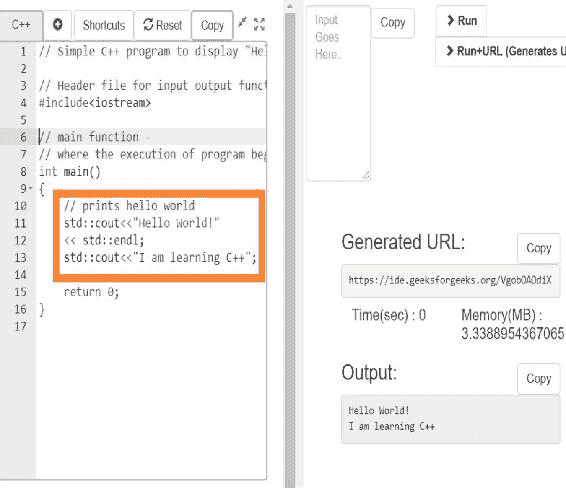 C++
Shortcuts
Reset
Copy
1 // Simple C++ program to display "Hel
2
3 // Header file for input output funct
4 #include<iostream>
5
6 // main function -
7 // where the execution of program beg
8 int main()
9 {
10 // prints hello world
11 std::cout<<"Hello World!"
12 << std::endl;
13 std::cout<<"I am learning C++";
14
15 return 0;
16 }
17
Input
Goes
Here..
Copy
Run
Run+URL (Generates U
Generated URL:
Copy
https://ide.geeksforgeeks.org/VgobOAOdiX
Time(sec) : 0
Memory(MB) :
3.3388954367065
Output:
Copy
Hello World!
I am learning C++